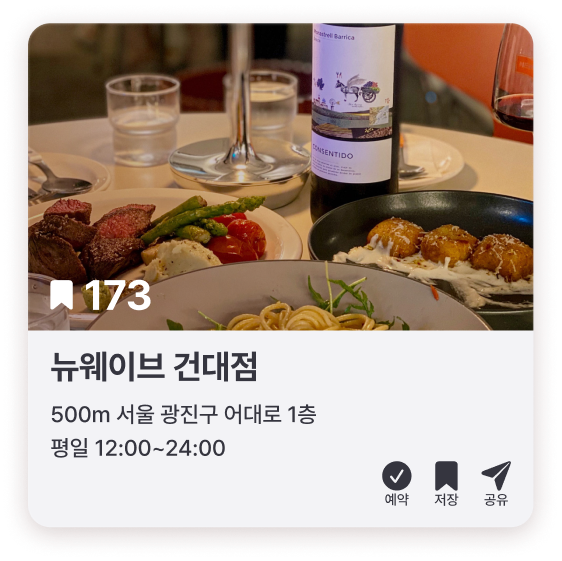 onastrell Barrica
CONSENTIDO
173
뉴웨이브 건대점
500m 서울 광진구 어대로 1층
평일 12:00~24:00
예약 저장 공유